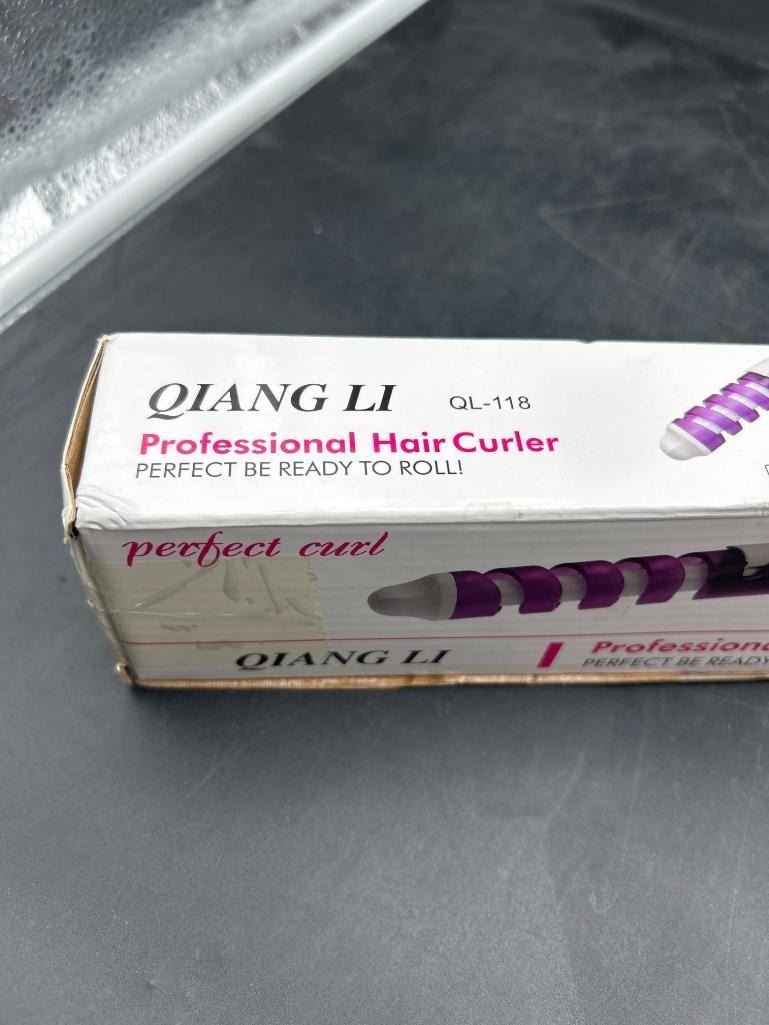 QIANG LI QL-118
Professional Hair Curler
PERFECT BE READY TO ROLL!
perfect curl
QIANG LI
Professiona
PERFECT BE READY